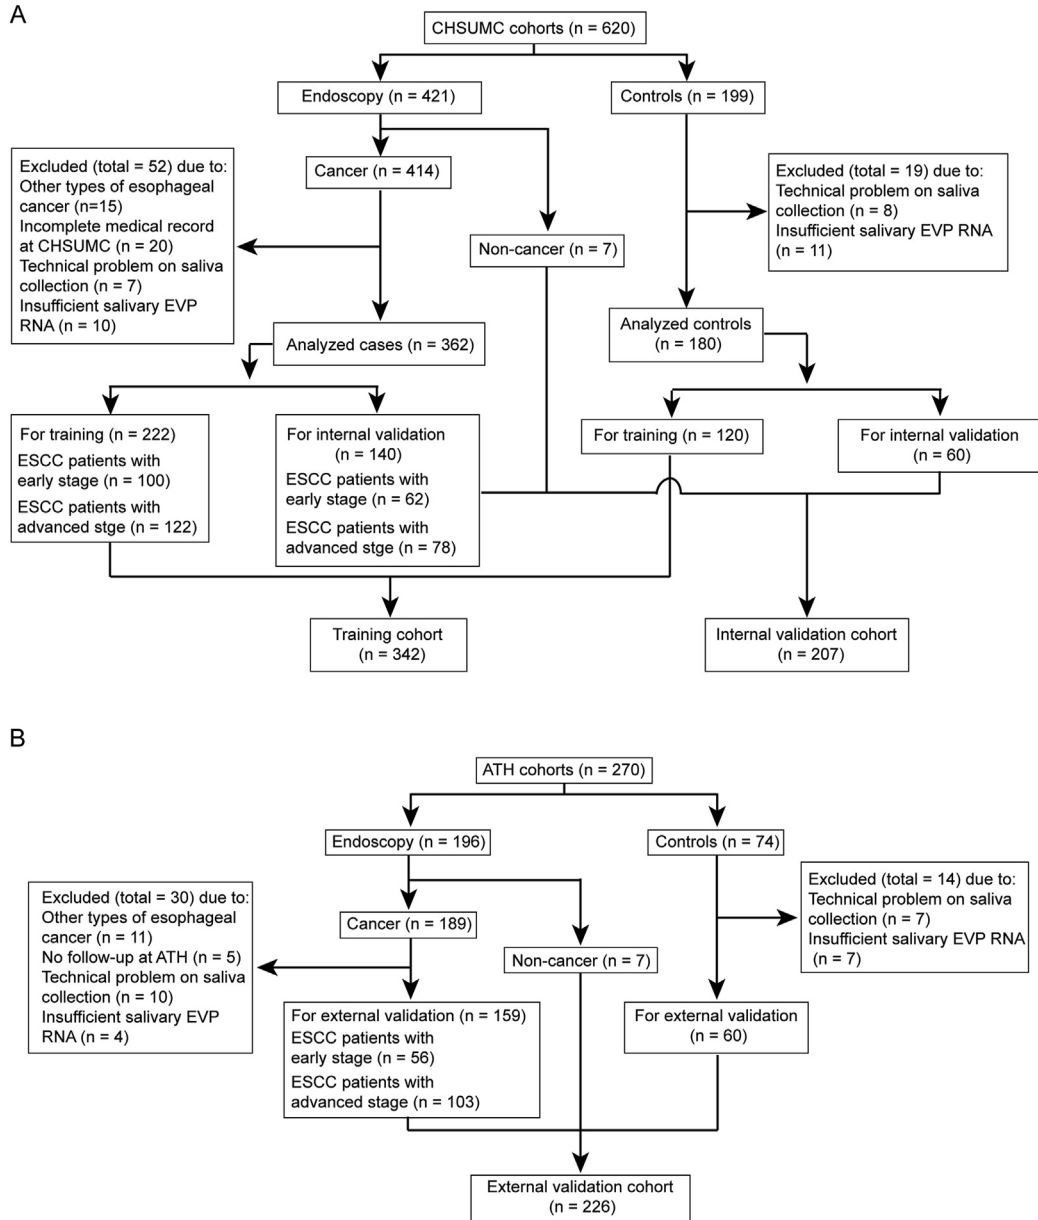 A
CHSUMC cohorts (n = 620)
Endoscopy (n = 421)
Controls (n = 199)
Excluded (total = 52) due to:
Other types of esophageal
cancer (n=15)
Incomplete medical record
at CHSUMC (n = 20)
Technical problem on saliva
collection (n = 7)
Insufficient salivary EVP
RNA (n = 10)
Cancer (n = 414)
Non-cancer (n = 7)
Excluded (total = 19) due to:
Technical problem on saliva
collection (n = 8)
Insufficient salivary EVP RNA
(n = 11)
Analyzed cases (n = 362)
Analyzed controls
(n = 180)
For training (n = 222)
ESCC patients with
early stage (n = 100)
ESCC patients with
advanced stge (n = 122)
For internal validation
(n = 140)
ESCC patients with
early stage (n = 62)
ESCC patients with
advanced stge (n = 78)
For training (n = 120)
For internal validation
(n = 60)
Training cohort
(n = 342)
Internal validation cohort
(n = 207)
B
ATH cohorts (n = 270)
Endoscopy (n = 196)
Controls (n = 74)
Excluded (total = 30) due to:
Other types of esophageal
cancer (n = 11)
No follow-up at ATH (n = 5)
Technical problem on saliva
collection (n = 10)
Insufficient salivary EVP
RNA (n = 4)
Cancer (n = 189)
Non-cancer (n = 7)
Excluded (total = 14) due to:
Technical problem on saliva
collection (n = 7)
Insufficient salivary EVP RNA
(n = 7)
For external validation (n = 159)
ESCC patients with
early stage (n = 56)
ESCC patients with
advanced stage (n = 103)
For external validation
(n = 60)
External validation cohort
(n = 226)